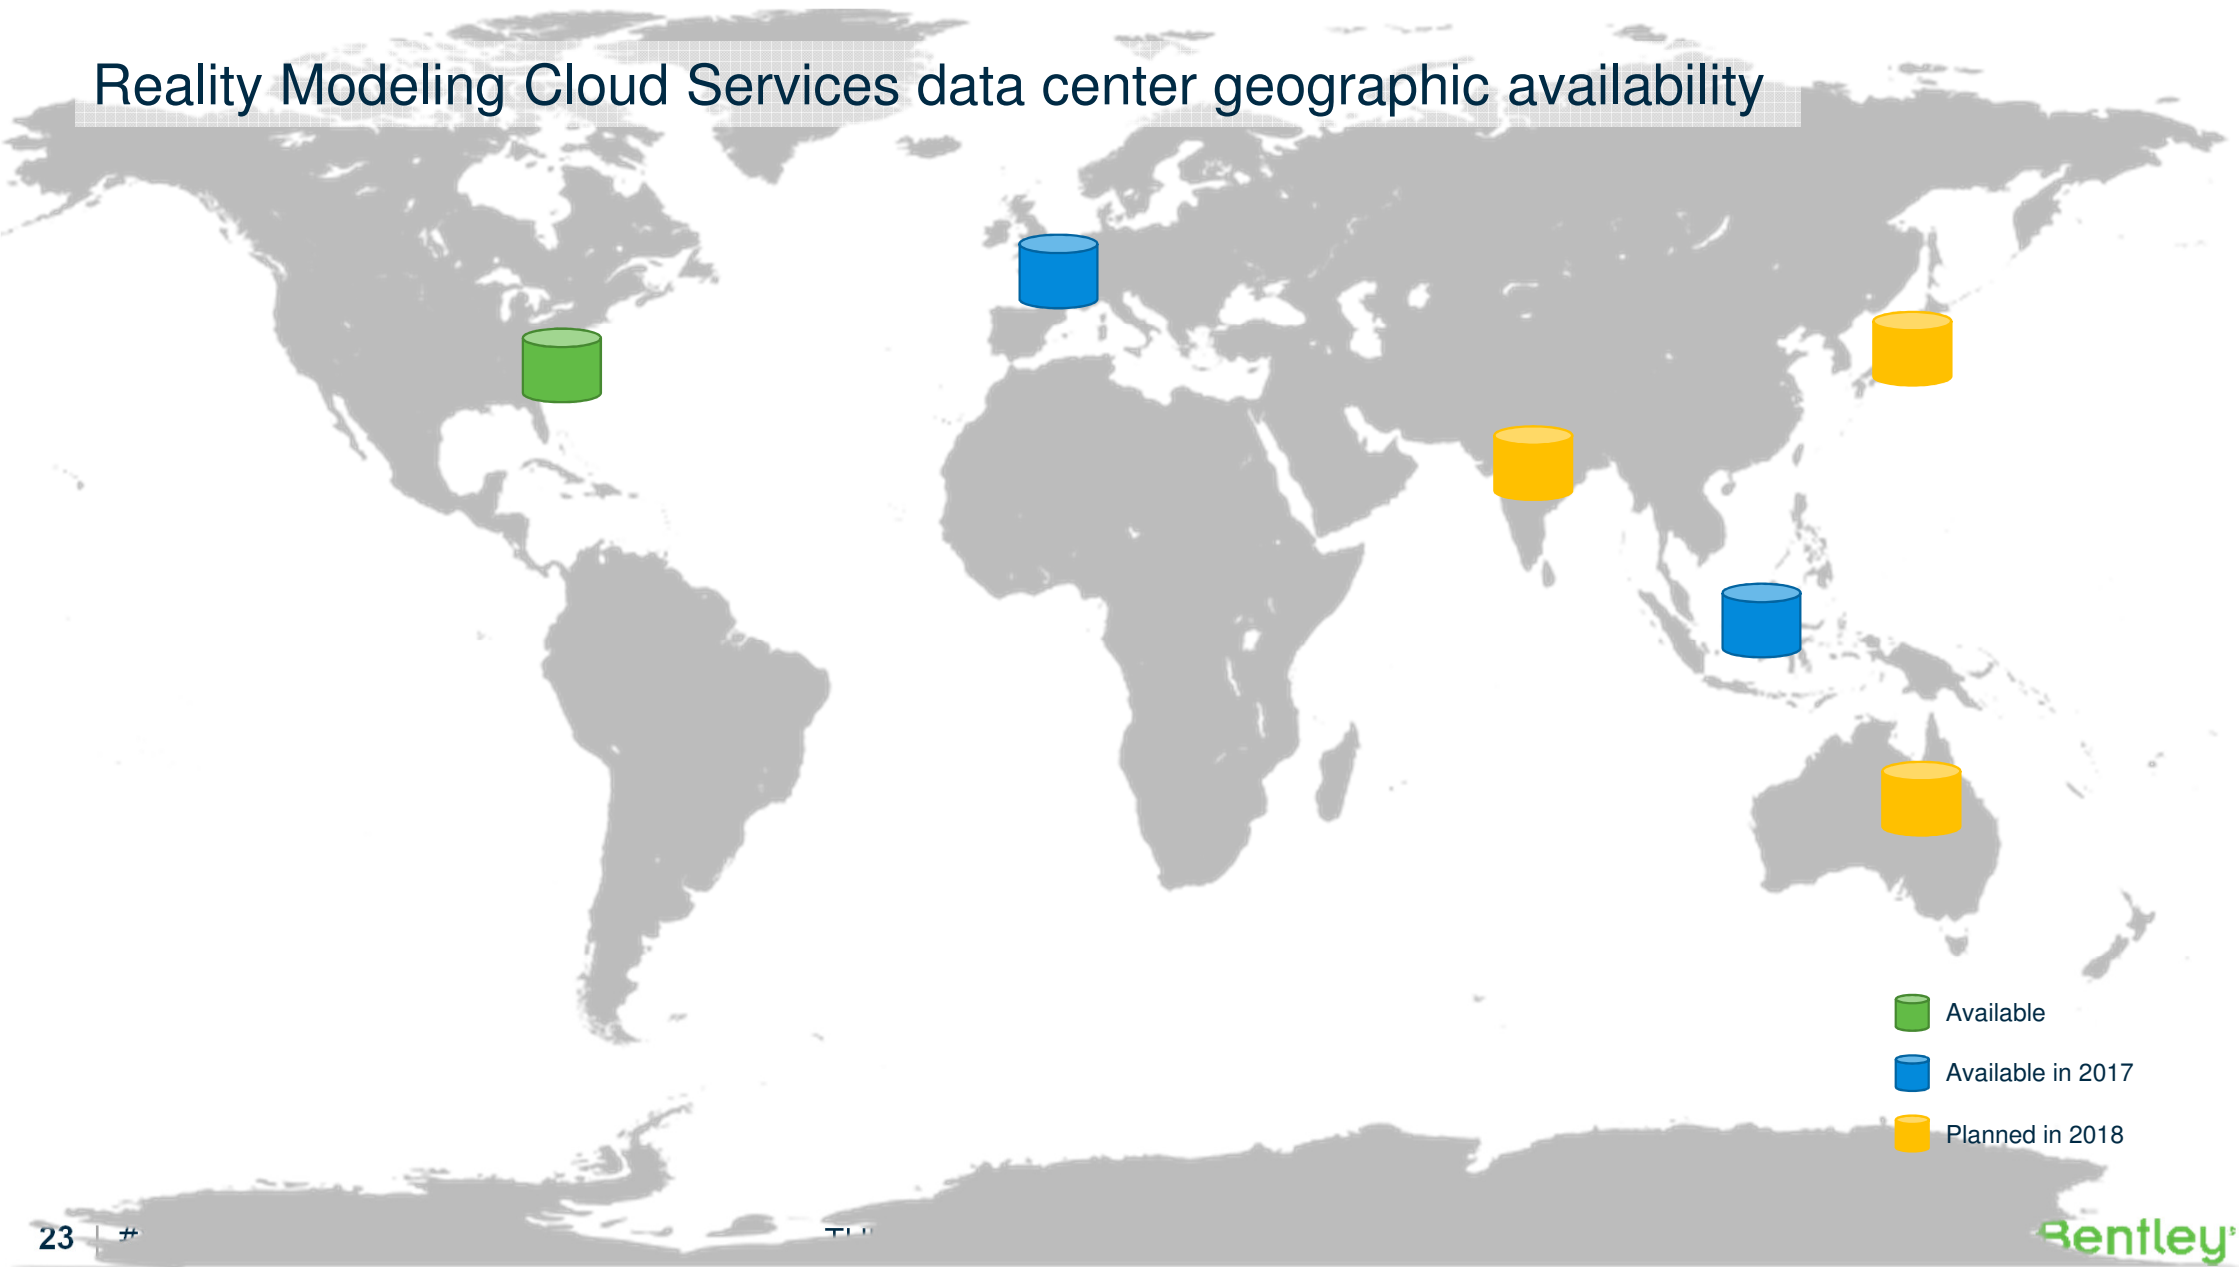 Reality Modeling Cloud Services data center geographic availability
Available
Available in 2017
Planned in 2018
23 | #
Bentley